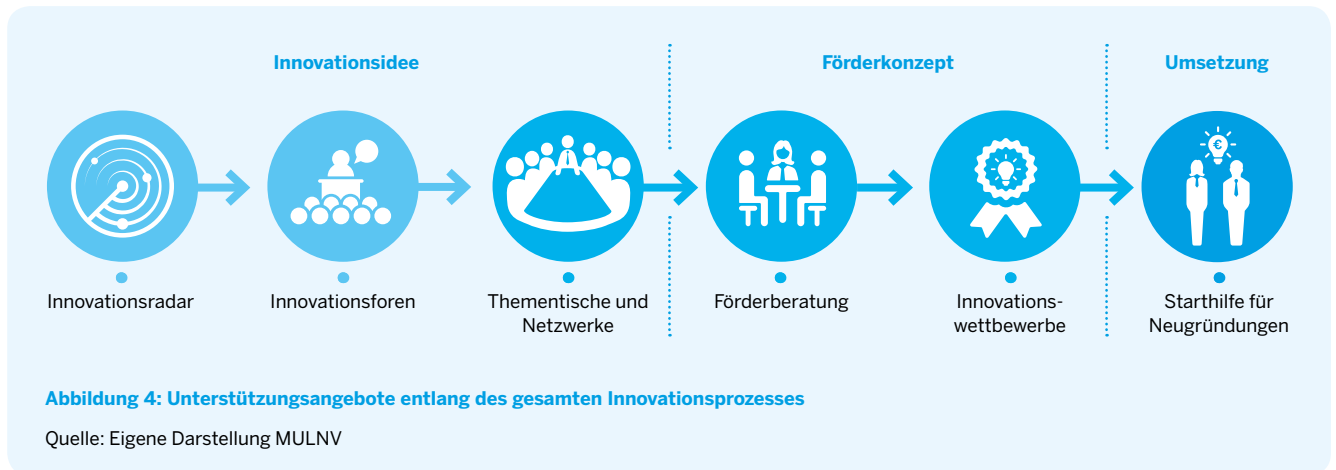 Innovationsidee
Förderkonzept
Umsetzung
€
Innovationsradar
Innovationsforen
Thementische und
Netzwerke
Förderberatung
Innovations-
wettbewerbe
Starthilfe für
Neugründungen
Abbildung 4: Unterstützungsangebote entlang des gesamten Innovationsprozesses
Quelle: Eigene Darstellung MULNV